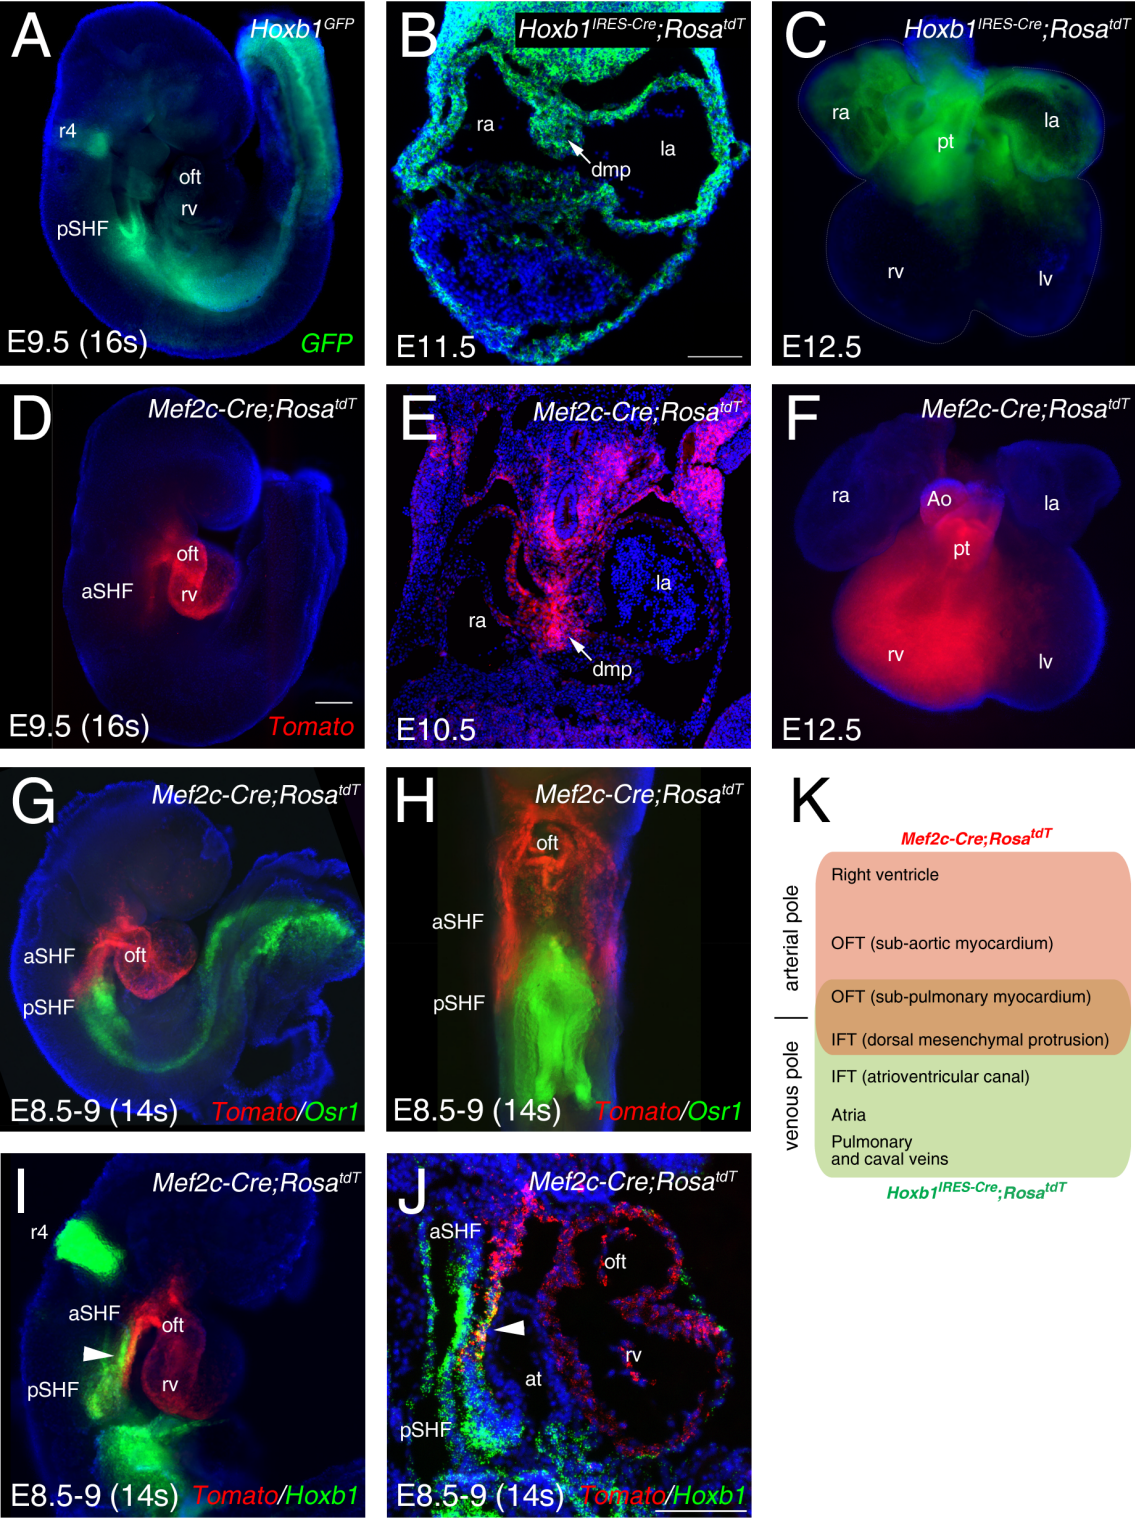 A
Hoxb1GFP
r4
oft
rv
pSHF
E9.5 (16s)
GFP
B
Hoxb1IRES-Cre;RosatdT
ra
la
dmp
E11.5
C
Hoxb1IRES-Cre;RosatdT
ra
la
pt
rv
lv
E12.5
D
Mef2c-Cre;RosatdT
oft
aSHF
rv
E9.5 (16s)
Tomato
E
Mef2c-Cre;RosatdT
la
ra
dmp
E10.5
F
Mef2c-Cre;RosatdT
ra
Ao
la
pt
rv
lv
E12.5
G
Mef2c-Cre;RosatdT
aSHF
oft
pSHF
E8.5-9 (14s)
Tomato/Osr1
H
Mef2c-Cre;RosatdT
oft
aSHF
pSHF
E8.5-9 (14s)
Tomato/Osr1
K
Mef2c-Cre;RosatdT
arterial pole
venous pole
Right ventricle
OFT (sub-aortic myocardium)
OFT (sub-pulmonary myocardium)
IFT (dorsal mesenchymal protrusion)
IFT (atrioventricular canal)
Atria
Pulmonary
and caval veins
Hoxb1IRES-Cre;RosatdT
I
Mef2c-Cre;RosatdT
r4
aSHF
oft
pSHF
rv
E8.5-9 (14s)
Tomato/Hoxb1
J
Mef2c-Cre;RosatdT
aSHF
oft
rv
at
pSHF
E8.5-9 (14s)
Tomato/Hoxb1